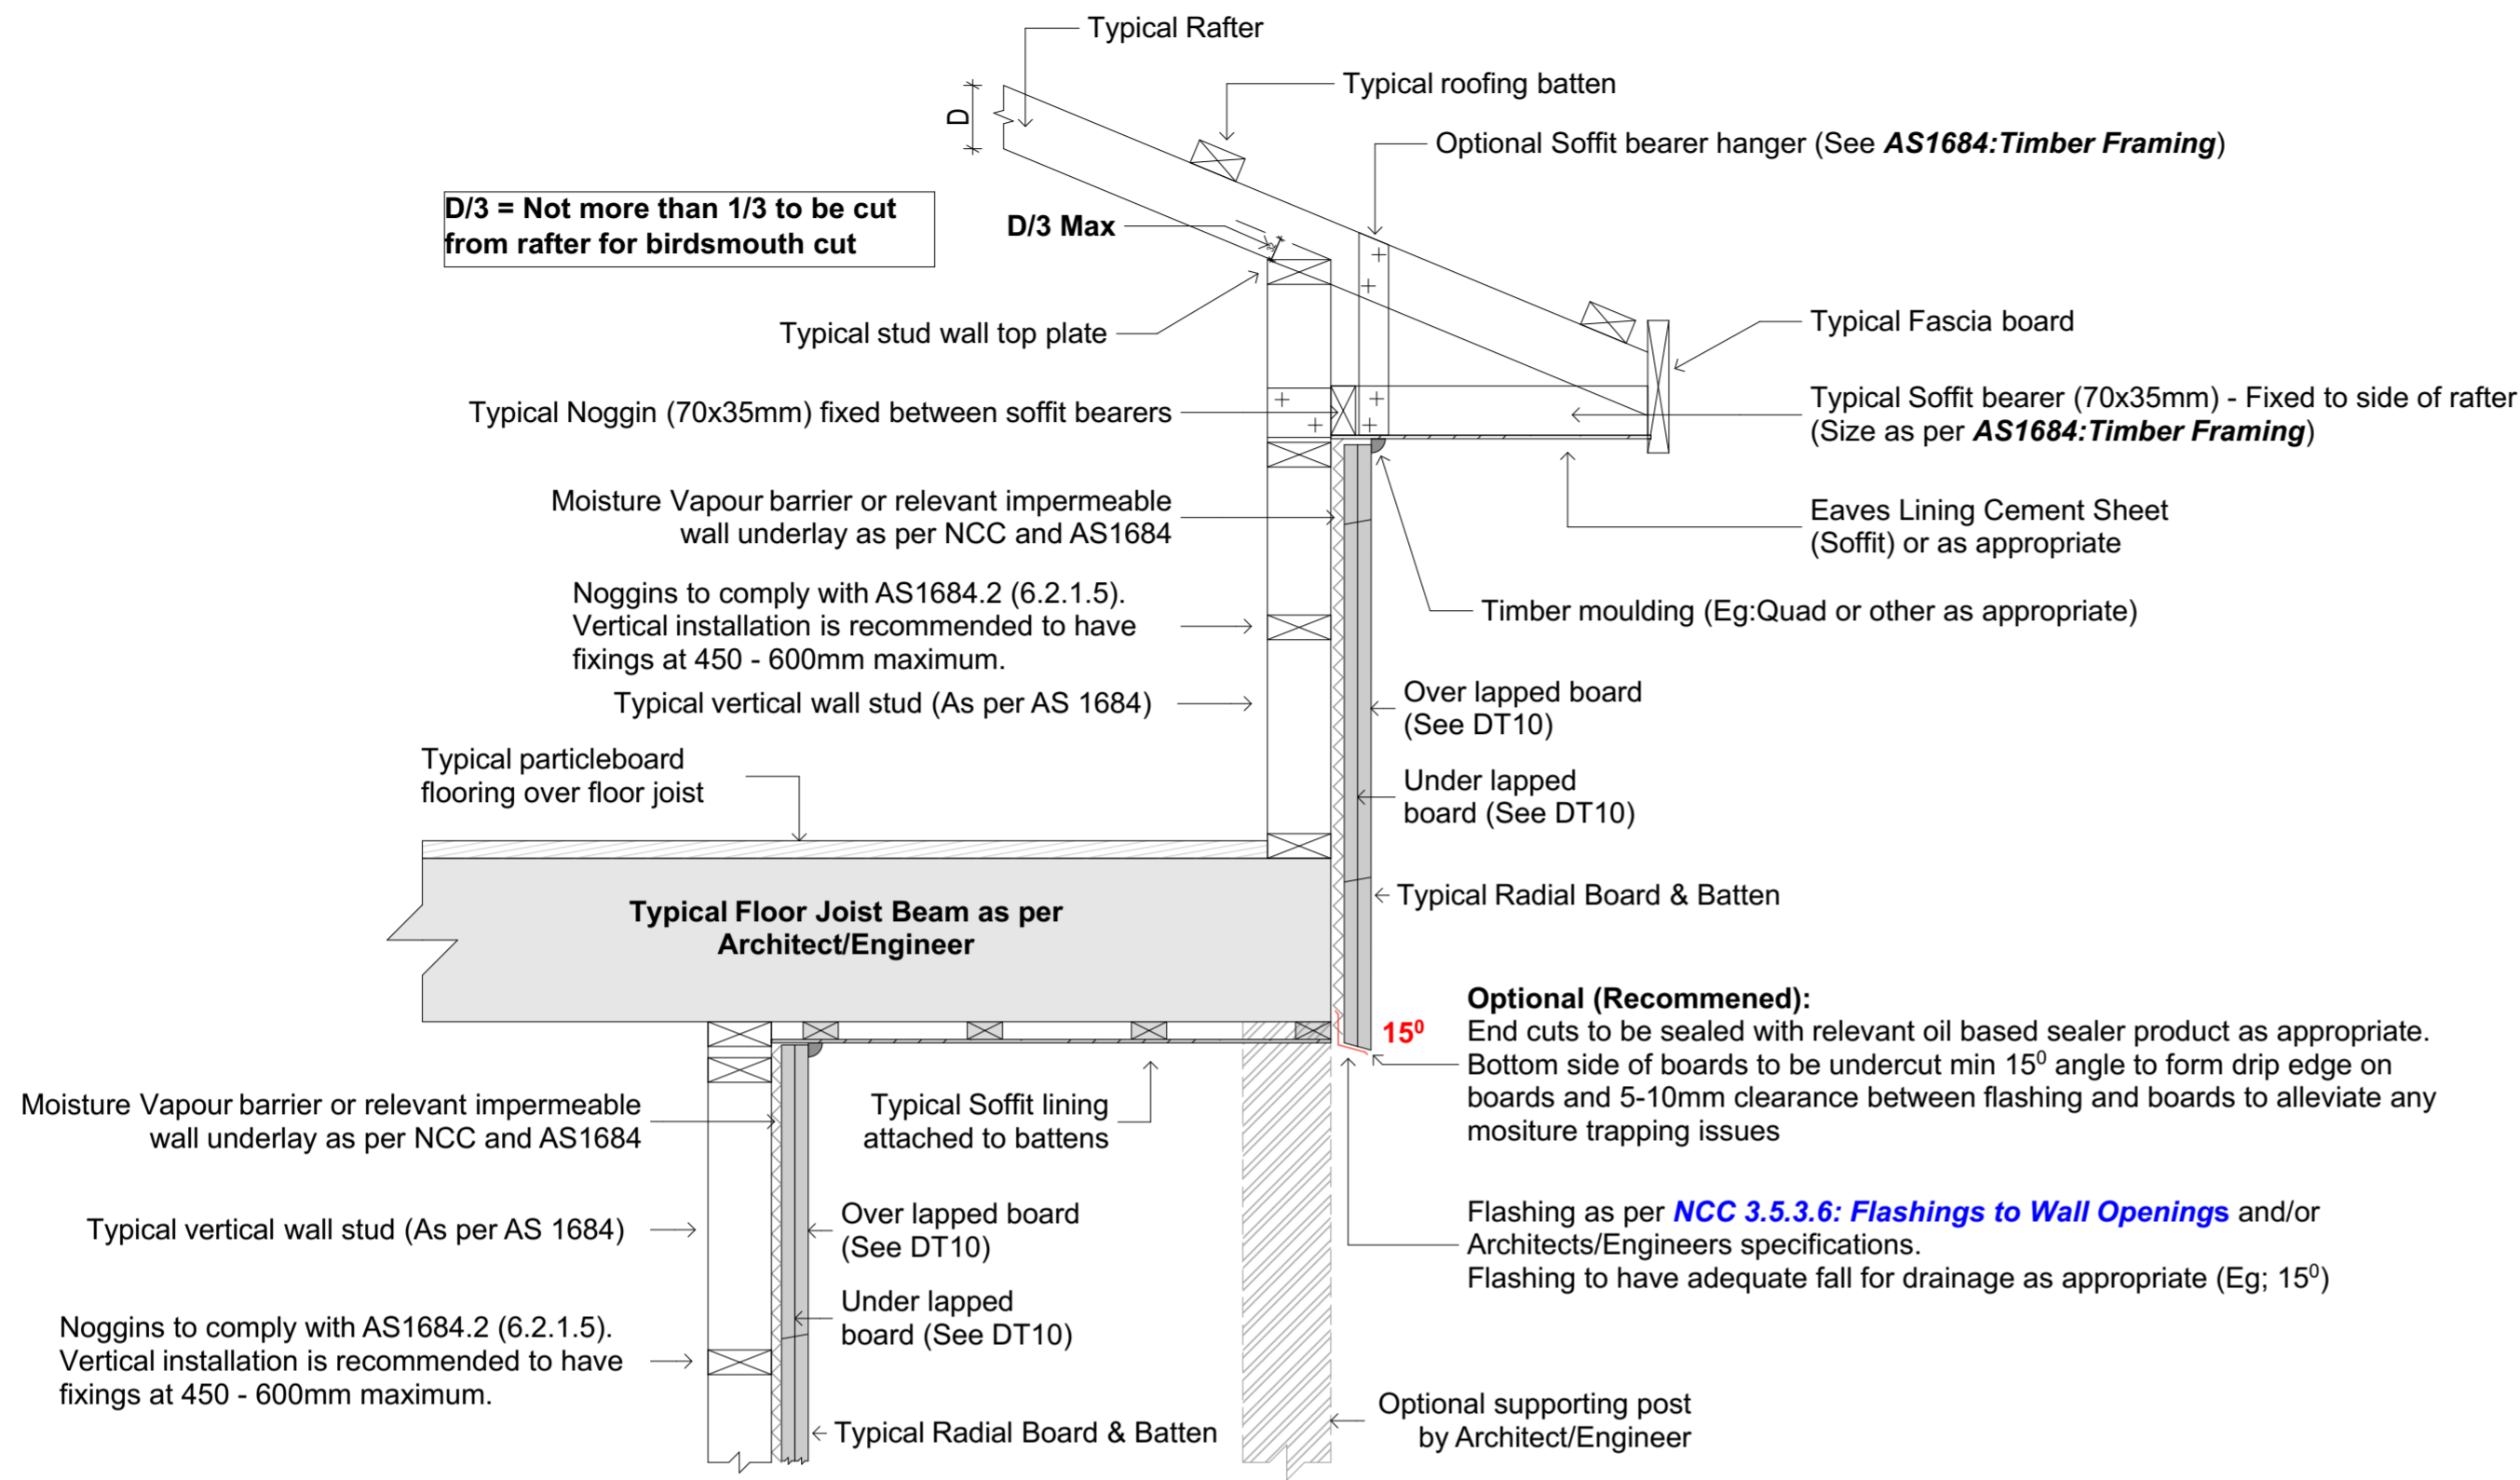 Typical Rafter
Typical roofing batten
D
Optional Soffit bearer hanger (See AS1684:Timber Framing)
D/3 = Not more than 1/3 to be cut
from rafter for birdsmouth cut
D/3 Max
Typical stud wall top plate
Typical Fascia board
Typical Noggin (70x35mm) fixed between soffit bearers
Typical Soffit bearer (70x35mm) - Fixed to side of rafter
(Size as per AS1684:Timber Framing)
Moisture Vapour barrier or relevant impermeable
wall underlay as per NCC and AS1684
Eaves Lining Cement Sheet
(Soffit) or as appropriate
Noggins to comply with AS1684.2 (6.2.1.5).
Vertical installation is recommended to have
fixings at 450 - 600mm maximum.
Timber moulding (Eg:Quad or other as appropriate)
Typical vertical wall stud (As per AS 1684)
Over lapped board
(See DT10)
Typical particleboard
flooring over floor joist
Under lapped
board (See DT10)
Typical Radial Board & Batten
Typical Floor Joist Beam as per
Architect/Engineer
15⁰
Optional (Recommened):
End cuts to be sealed with relevant oil based sealer product as appropriate.
Bottom side of boards to be undercut min 15⁰ angle to form drip edge on
boards and 5-10mm clearance between flashing and boards to alleviate any
mositure trapping issues
Moisture Vapour barrier or relevant impermeable
wall underlay as per NCC and AS1684
Typical Soffit lining
attached to battens
Typical vertical wall stud (As per AS 1684)
Over lapped board
(See DT10)
Flashing as per NCC 3.5.3.6: Flashings to Wall Openings and/or
Architects/Engineers specifications.
Flashing to have adequate fall for drainage as appropriate (Eg; 15⁰)
Noggins to comply with AS1684.2 (6.2.1.5).
Vertical installation is recommended to have
fixings at 450 - 600mm maximum.
Under lapped
board (See DT10)
Typical Radial Board & Batten
Optional supporting post
by Architect/Engineer